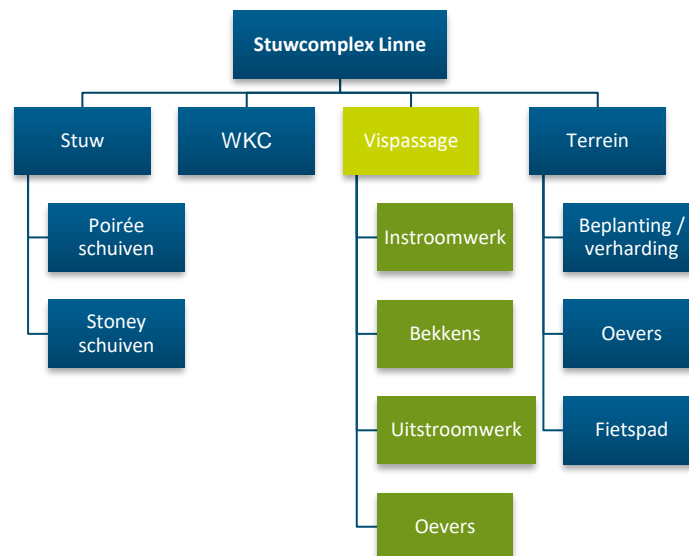 Stuwcomplex Linne
Stuw
WKC
Vispassage
Terrein
Poirée
schuiven
Stoney
schuiven
Instroomwerk
Bekkens
Uitstroomwerk
Oevers
Beplanting /
verharding
Oevers
Fietspad